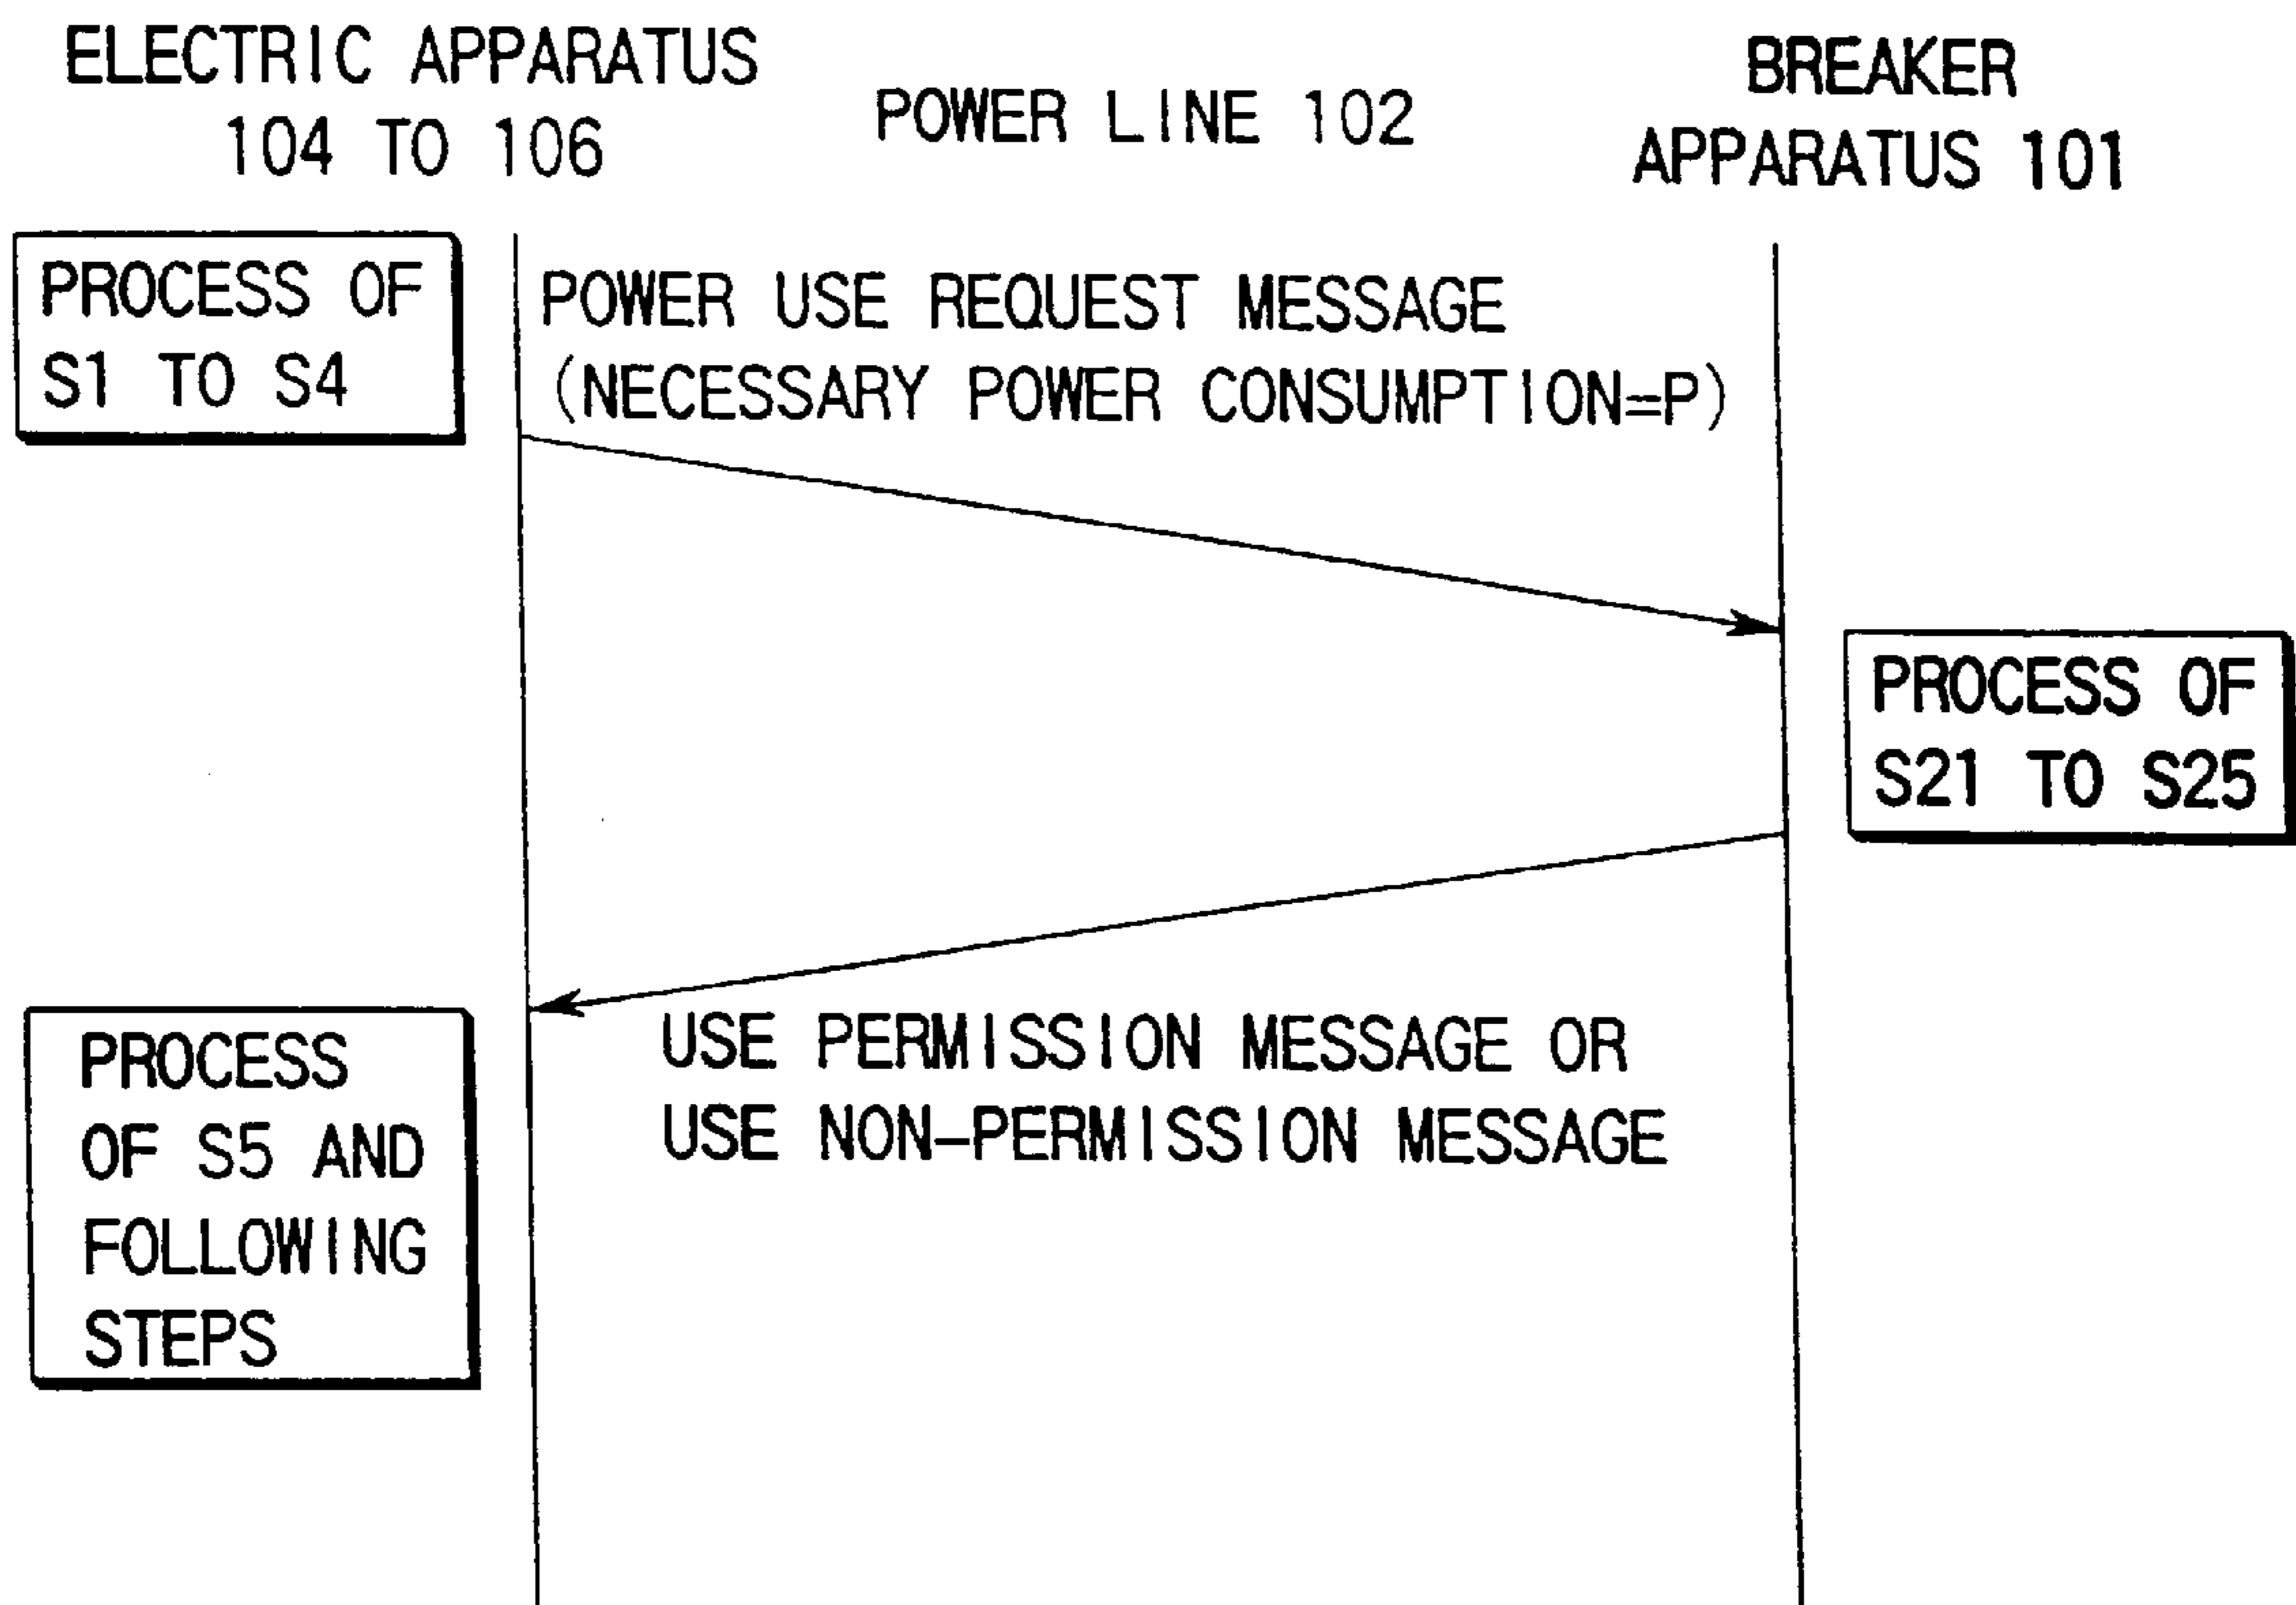 ELECTRIC APPARATUS
104 TO 106
POWER LINE 102
BREAKER
APPARATUS 101
PROCESS OF
S1 TO S4
POWER USE REQUEST MESSAGE
(NECESSARY POWER CONSUMPTION=P)
PROCESS OF
S21 TO S25
USE PERMISSION MESSAGE OR
USE NON-PERMISSION MESSAGE
PROCESS
OF S5 AND
FOLLOWING
STEPS